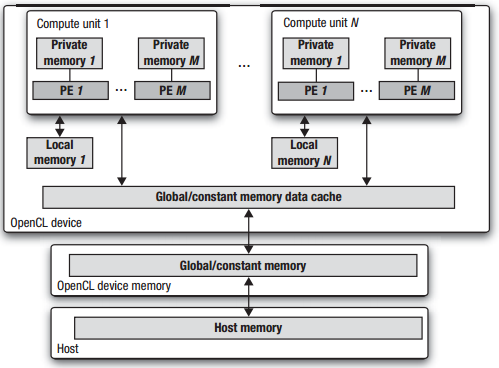 Compute unit 1
Private
memory 1
Private
memory M
PE 1
...
PE M
Local
memory 1
...
Compute unit N
Private
memory 1
Private
memory M
PE 1
...
PE M
Local
memory N
Global/constant memory data cache
OpenCL device
Global/constant memory
OpenCL device memory
Host memory
Host